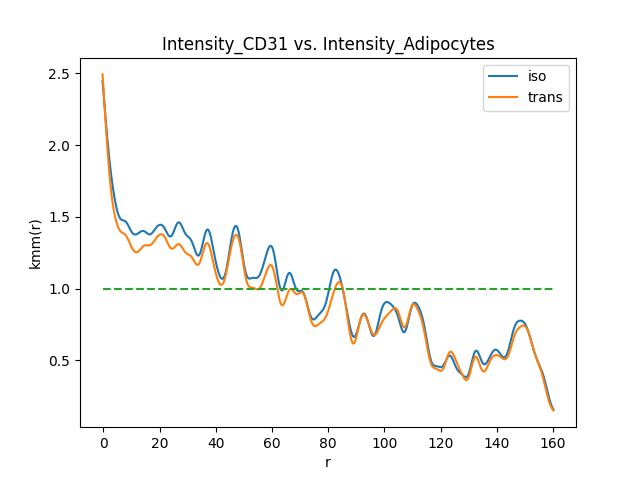 Intensity_CD31 vs. Intensity_Adipocytes
iso
trans
kmm(r)
2.5
2.0
1.5
1.0
0.5
0 20 40 60 80 100 120 140 160
r